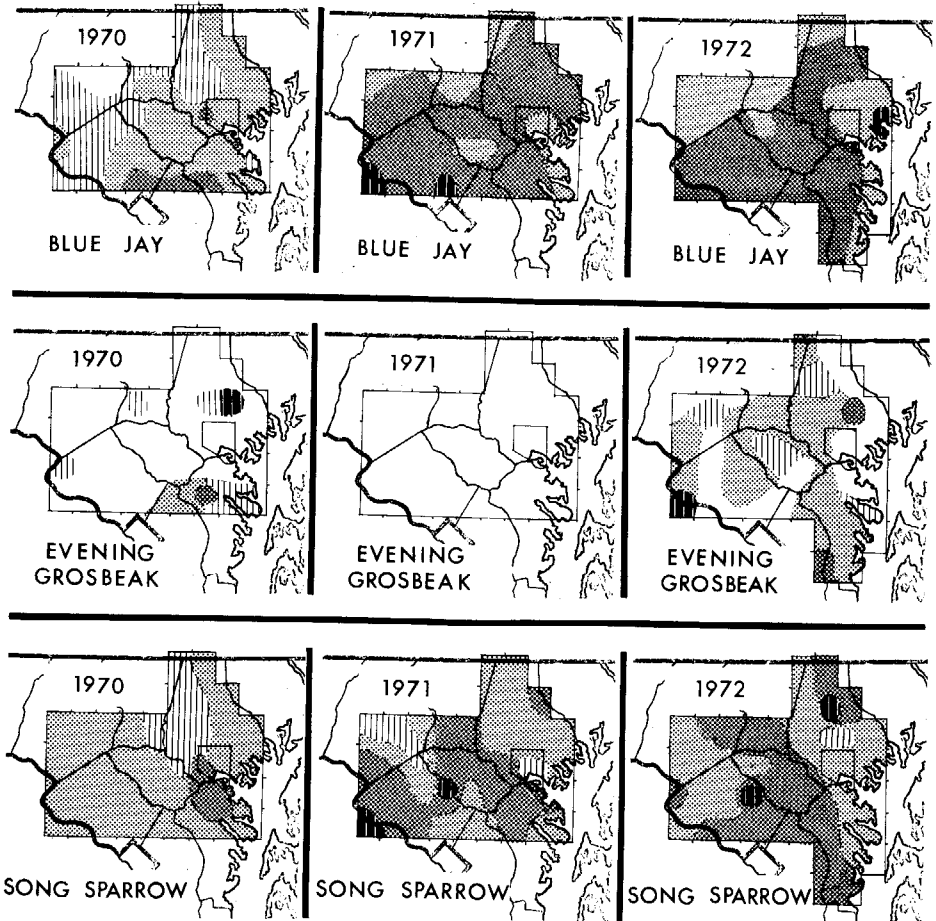 1970
1971
1972
BLUE JAY
BLUE JAY
BLUE JAY
1970
1971
1972
EVENING
GROSBEAK
EVENING
GROSBEAK
EVENING
GROSBEAK
1970
1971
1972
SONG SPARROW
SONG SPARROW
SONG SPARROW